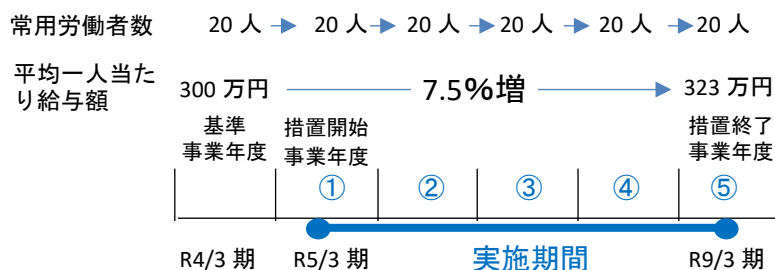 常用労働者数 20 人 20 人 20 人 20 人 20 人 20 人
平均一人当た
り給与額
300 万円 7.5%増 323 万円
基準
事業年度
措置開始
事業年度
措置終了
事業年度
① ② ③ ④ ⑤
R4/3 期 R5/3 期 実施期間 R9/3 期